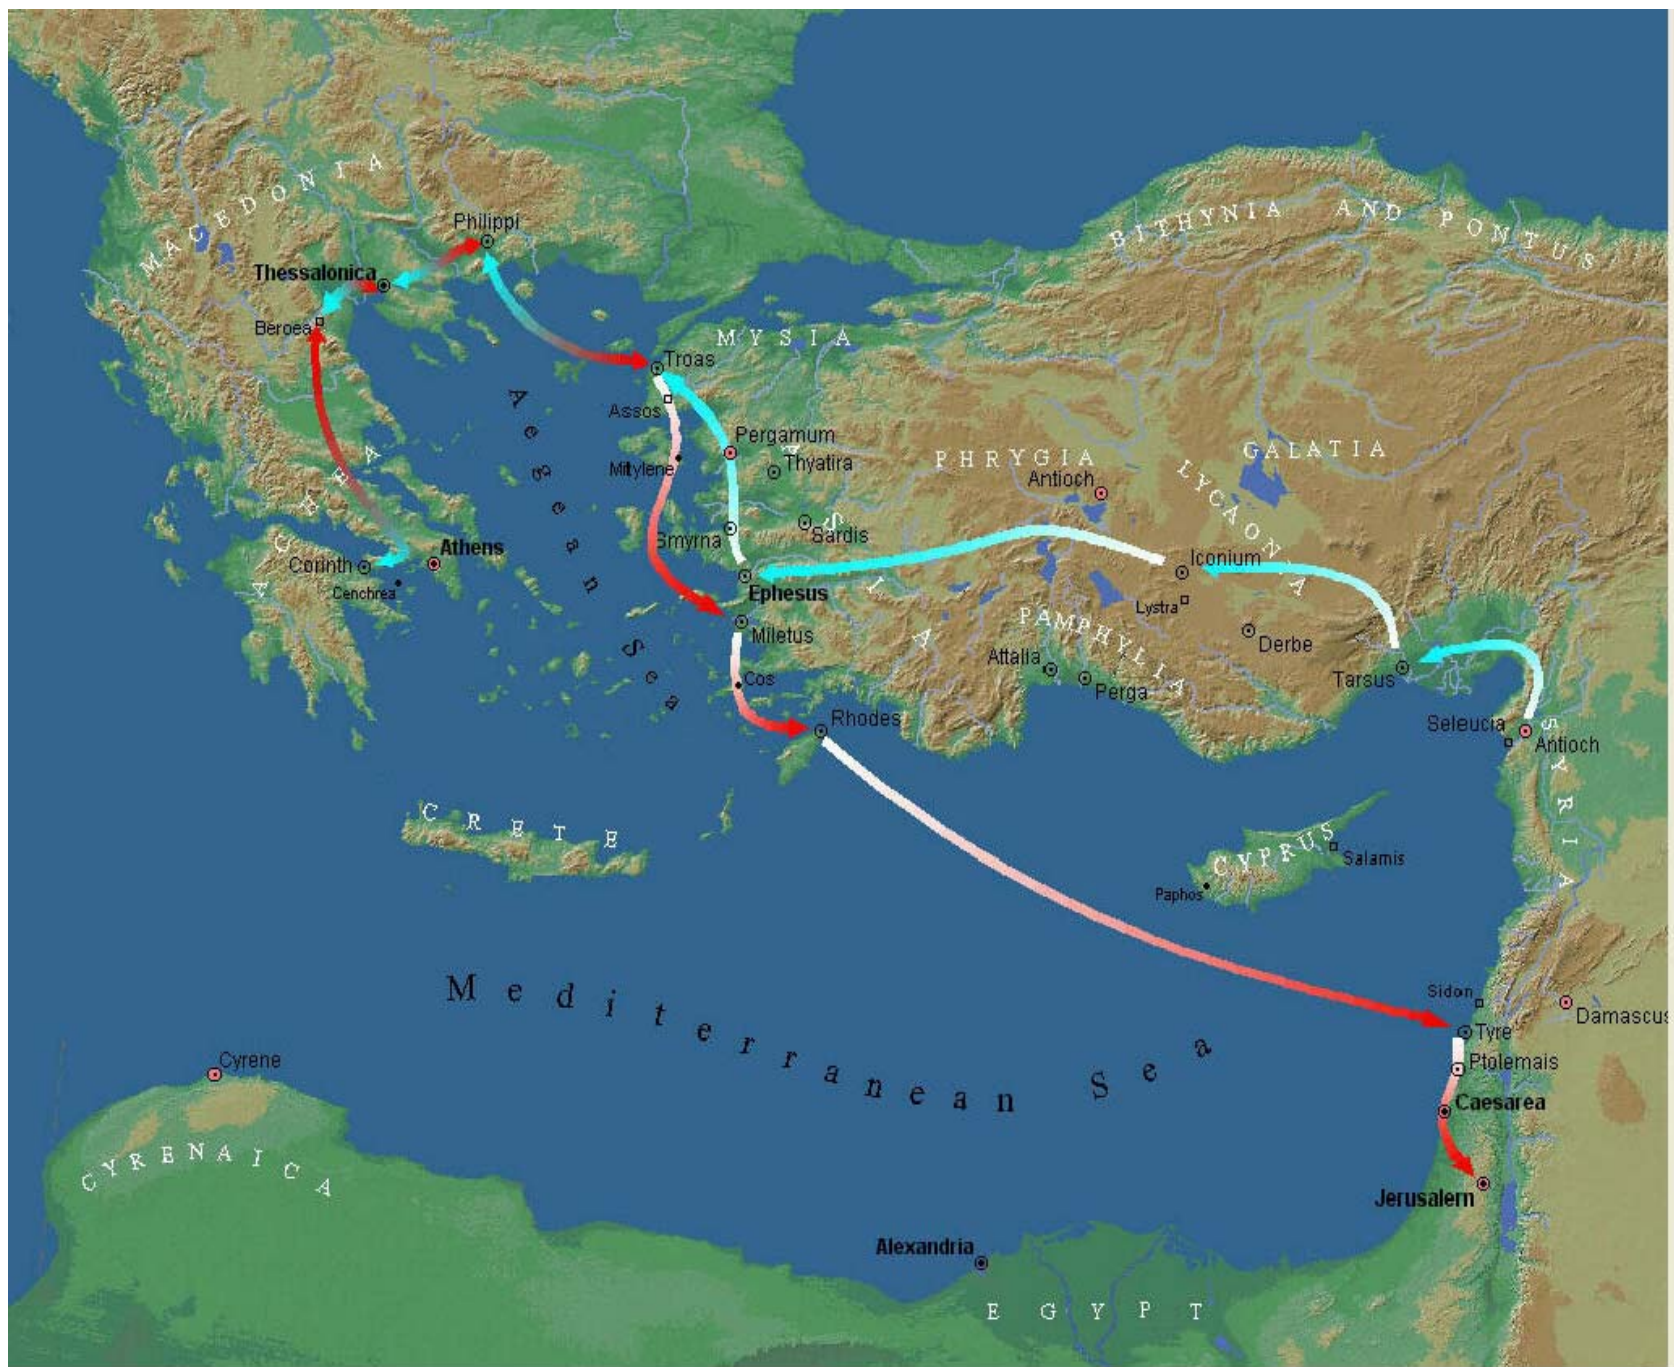 MACEDONIA
BITHYNIA AND PONTUS
Philippi
Thessalonica
Beroea
MYSIA
Troas
Assos
Aegean Sea
Pergamum
Thyatira
Mitylene
PHRYGIA
Antioch
GALATIA
LYCAONIA
ACHEA
ASIA
Smyrna
Sardis
Athens
Corinth
Cenchrea
Iconium
Ephesus
Lystra
Miletus
PAMPHYLIA
Derbe
Attalia
Perga
Tarsus
Cos
Rhodes
Seleucia
Antioch
SYRIA
CRETE
CYPRUS
Salamis
Paphos
Mediterranean Sea
Sidon
Damascus
Tyre
Cyrene
Ptolemais
Caesarea
CYRENAICA
Jerusalem
Alexandria
EGYPT